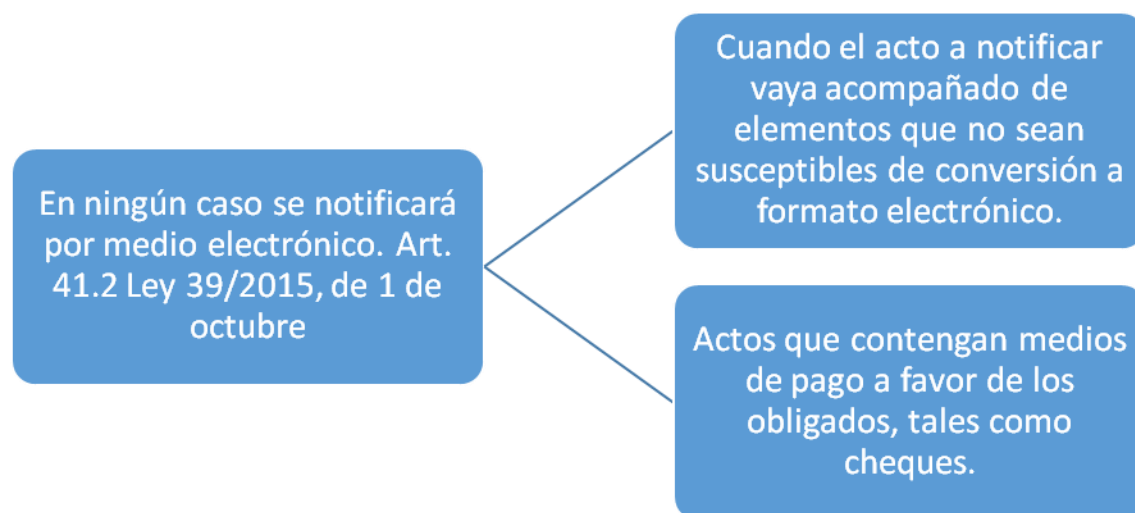 En ningún caso se notificará
por medio electrónico. Art.
41.2 Ley 39/2015, de 1 de
octubre
Cuando el acto a notificar
vaya acompañado de
elementos que no sean
susceptibles de conversión a
formato electrónico.
Actos que contengan medios
de pago a favor de los
obligados, tales como
cheques.